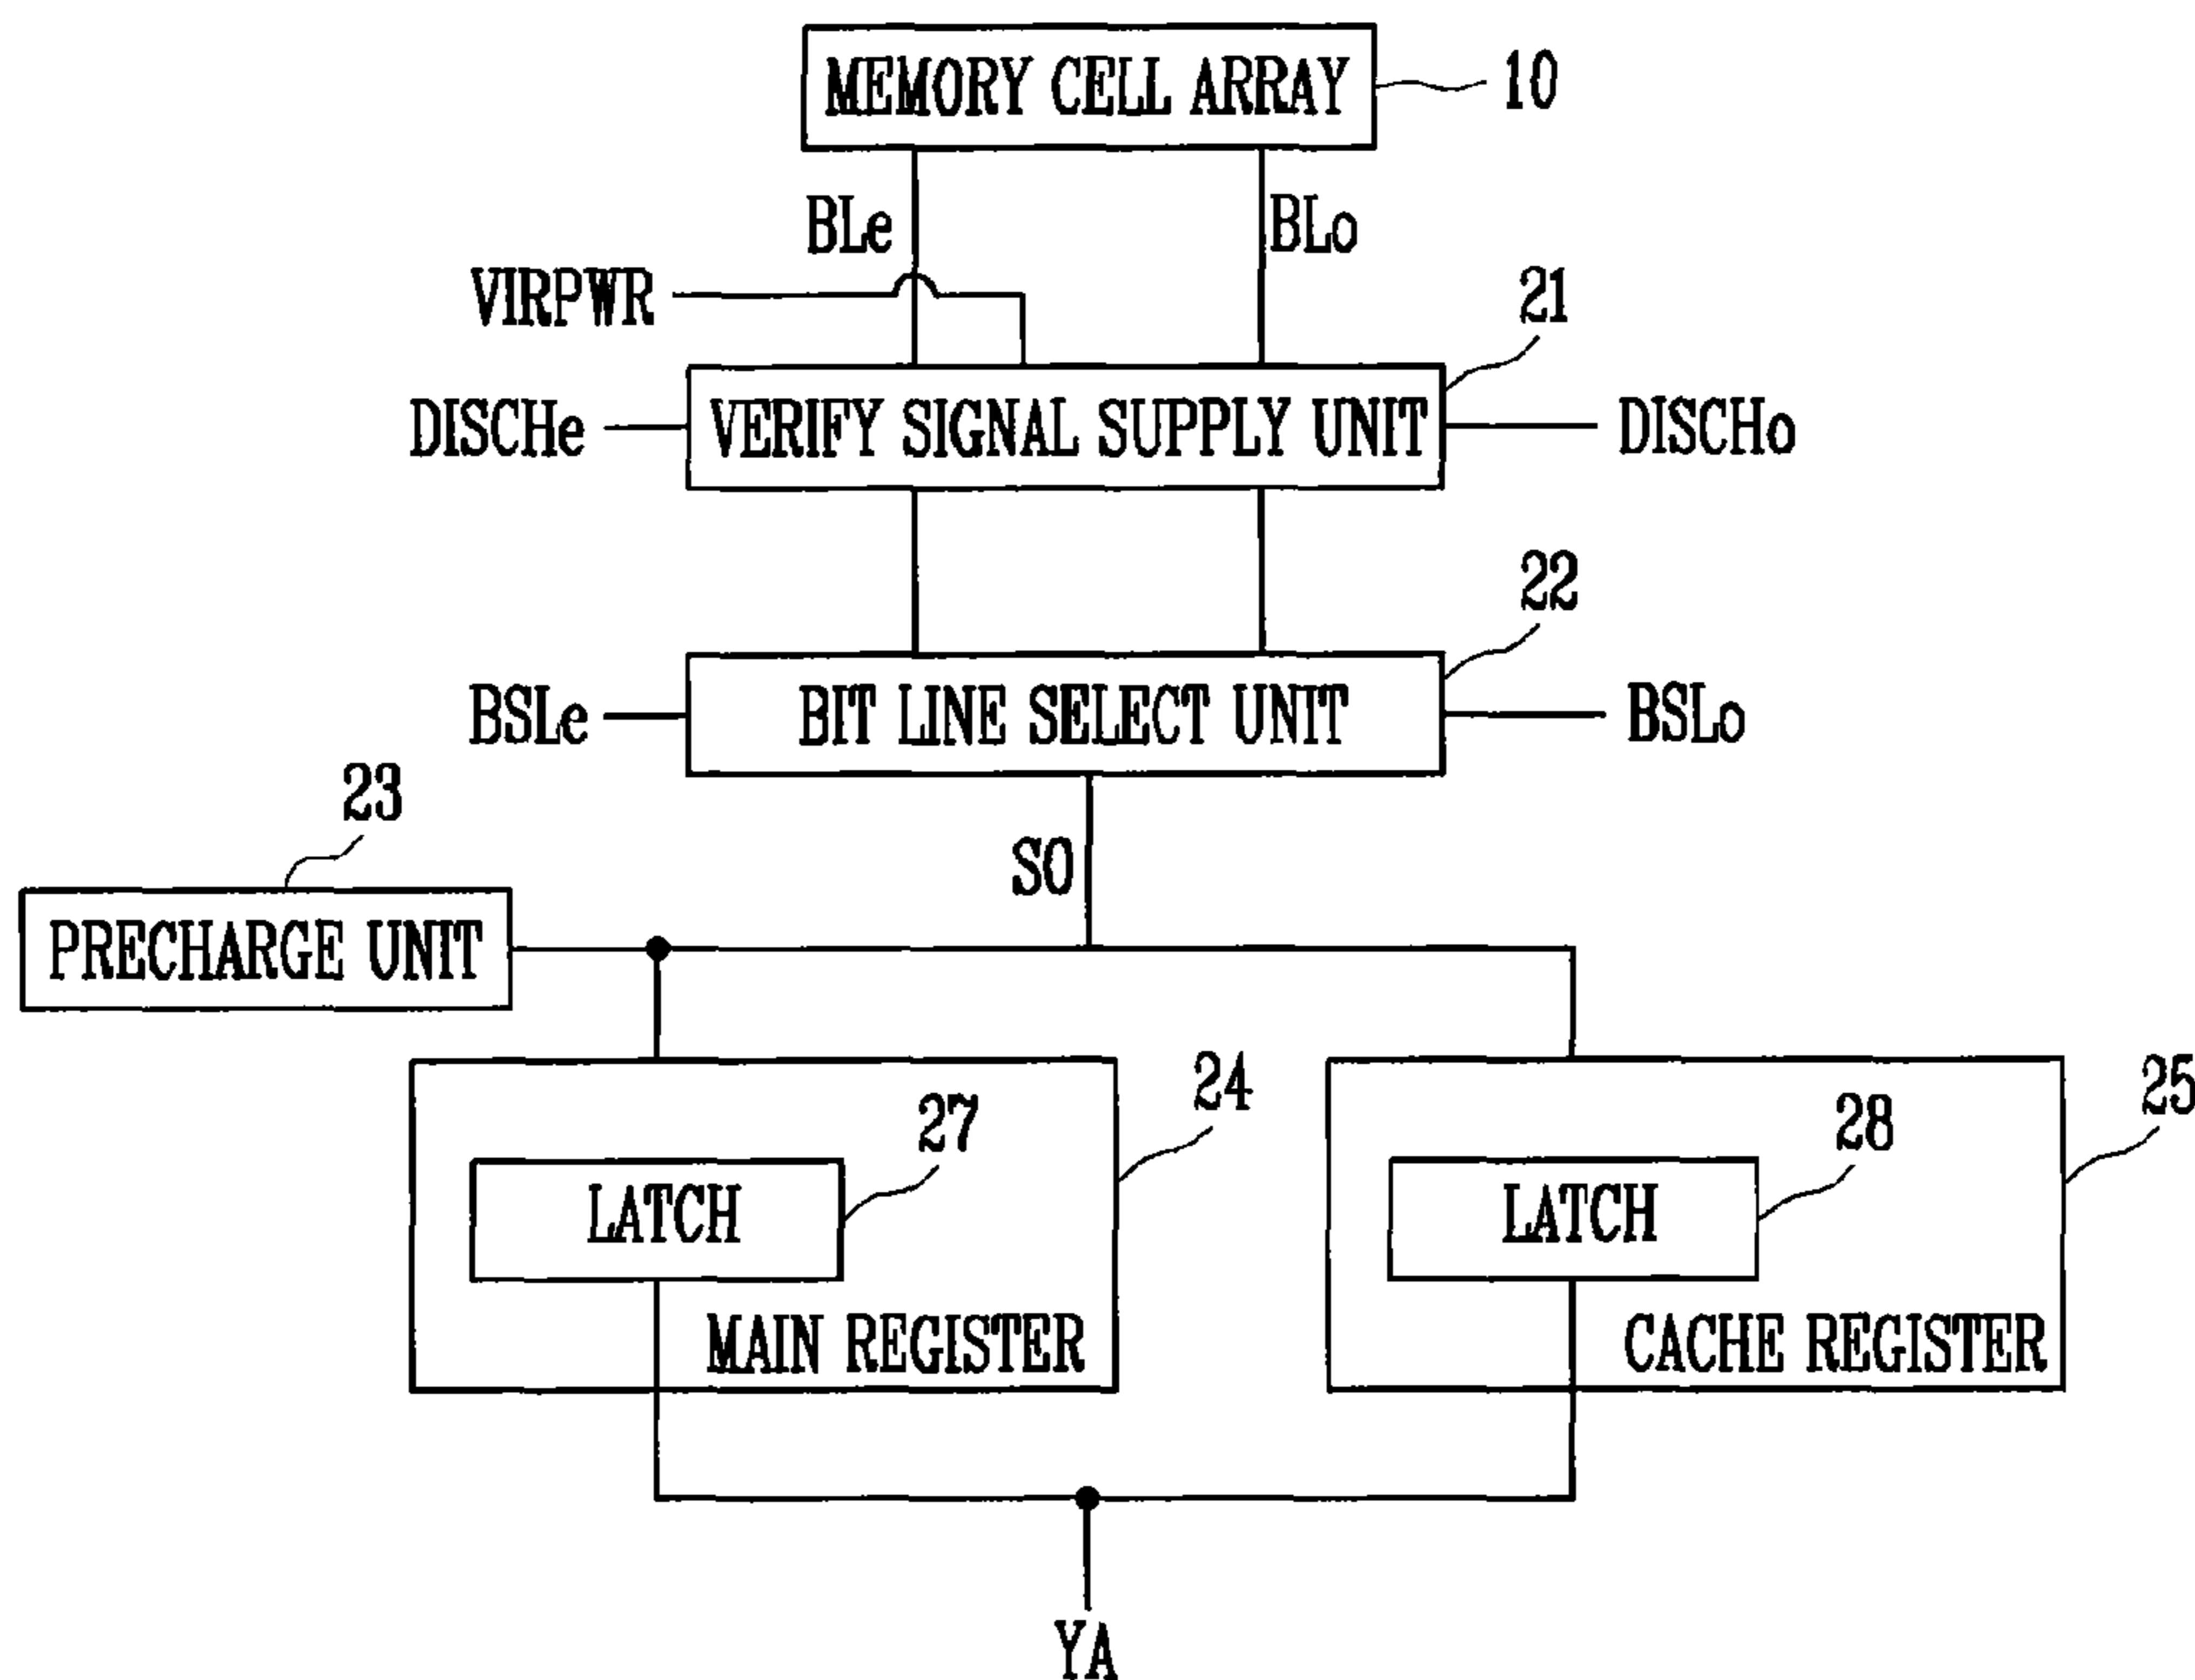 MEMORY CELL ARRAY
10
BLe
BLo
VIRPWR
21
DISCHe
VERIFY SIGNAL SUPPLY UNIT
DISCHo
22
BSLe
BIT LINE SELECT UNIT
BSLo
23
SO
PRECHARGE UNIT
24
25
27
28
LATCH
LATCH
MAIN REGISTER
CACHE REGISTER
YA